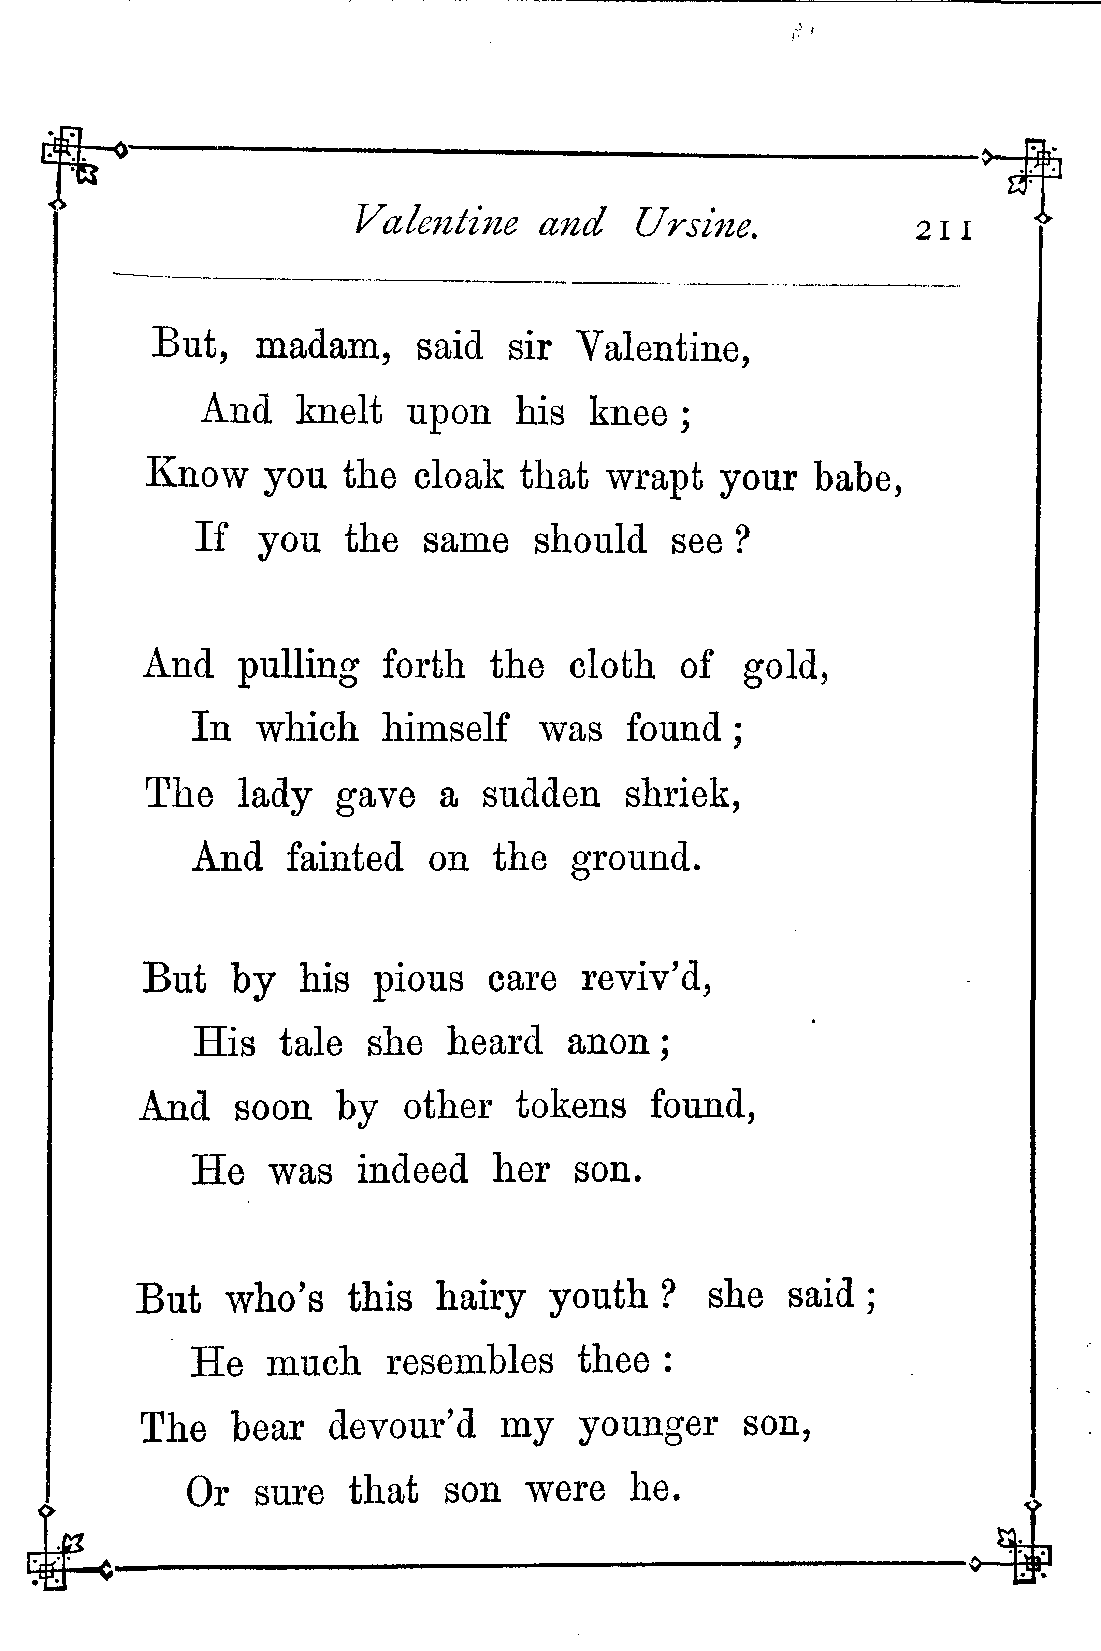 Valentine and Ursine. 211
But, madam, said sir Valentine,
And knelt upon his knee ;
Know you the cloak that wrapt your babe,
If you the same should see ?
And pulling forth the cloth of gold,
In which himself was found ;
The lady gave a sudden shriek,
And fainted on the ground.
But by his pious care reviv'd,
His tale she heard anon ;
And soon by other tokens found,
He was indeed her son.
But who's this hairy youth ? she said ;
He much resembles thee :
The bear devour'd my younger son,
Or sure that son were he.